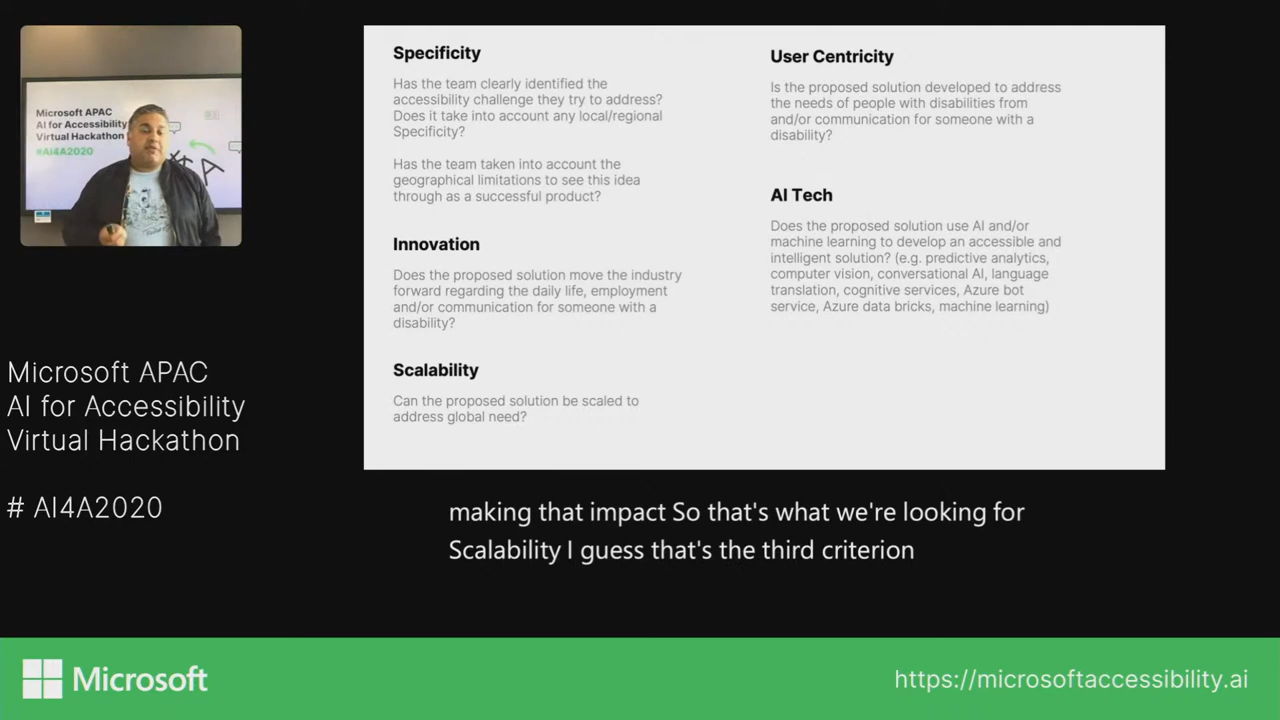 Microsoft APAC
AI for Accessibility
Virtual Hackathon
#AI4A2020
Microsoft APAC
AI for Accessibility
Virtual Hackathon
# AI4A2020
Specificity
Has the team clearly identified the
accessibility challenge they try to address?
Does it take into account any local/regional
Specificity?
Has the team taken into account the
geographical limitations to see this idea
through as a successful product?
Innovation
Does the proposed solution move the industry
forward regarding the daily life, employment
and/or communication for someone with a
disability?
Scalability
Can the proposed solution be scaled to
address global need?
User Centricity
Is the proposed solution developed to address
the needs of people with disabilities from
and/or communication for someone with a
disability?
AI Tech
Does the proposed solution use AI and/or
machine learning to develop an accessible and
intelligent solution? (e.g. predictive analytics,
computer vision, conversational AI, language
translation, cognitive services, Azure bot
service, Azure data bricks, machine learning)
making that impact So that's what we're looking for
Scalability I guess that's the third criterion
Microsoft
https://microsoftaccessibility.ai